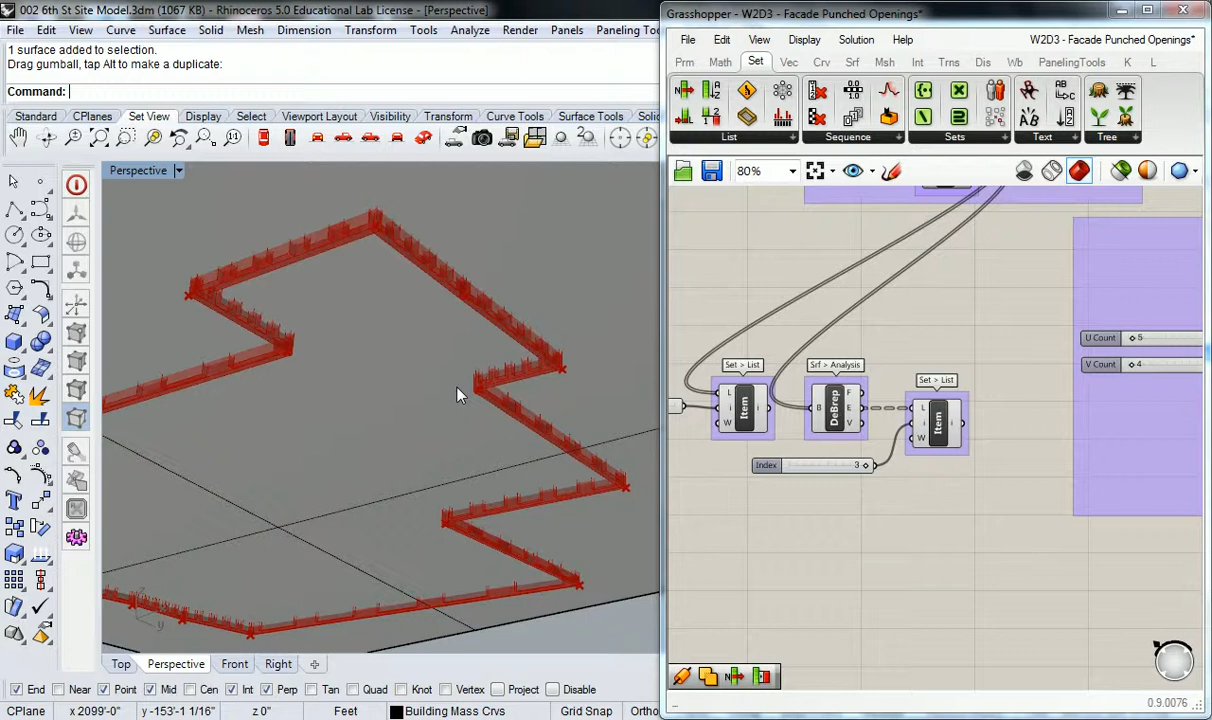 002 6th St Site Model.3dm (1067 KB) - Rhinoceros 5.0 Educational Lab License - [Perspective]
File Edit View Curve Surface Solid Mesh Dimension Transform Tools Analyze Render Panels Paneling To
1 surface added to selection.
Drag gumball, tap Alt to make a duplicate:
Command:
Standard CPlanes Set View Display Select Viewport Layout Visibility Transform Curve Tools Surface Tools Soli
Perspective
z
y
Top Perspective Front Right
End Near Point Mid Cen Int Perp Tan Quad Knot Vertex Project Disable
CPlane x 2099'-0" y -153'-1 1/16" z 0" Feet Building Mass Crvs Grid Snap Ortho
Grasshopper - W2D3 - Facade Punched Openings*
File Edit View Display Solution Help W2D3 - Facade Punched Openings*
Prm Math Set Vec Crv Srf Msh Int Trns Dis Wb PanelingTools K L
List Sequence Sets Text Tree
80%
U Count 5
V Count 4
Set > List Srf > Analysis Set > List
L i W Item i
B DeBrep F E V
L i W Item i
Index 3
0.9.0076